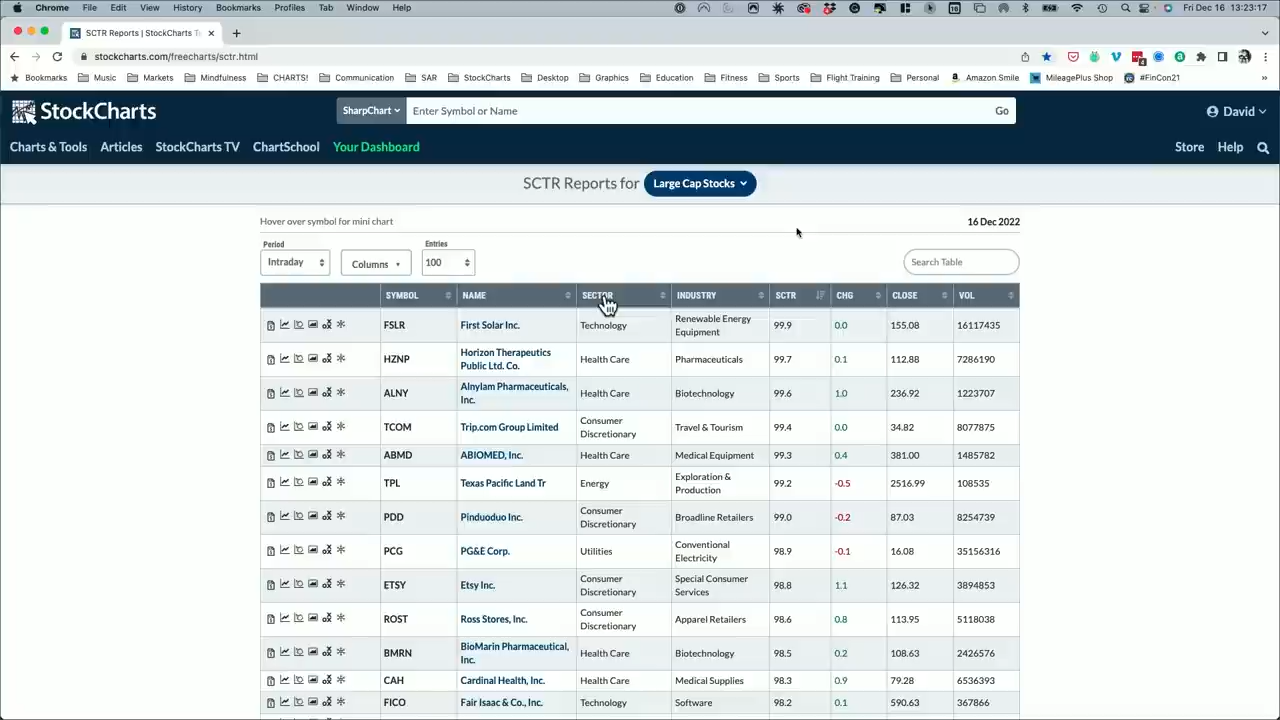 Chrome File Edit View History Bookmarks Profiles Tab Window Help Fri Dec 16 13:23:17
SCTR Reports | StockCharts T
stockcharts.com/freecharts/sctr.html
Bookmarks Music Markets Mindfulness CHARTS! Communication SAR StockCharts Desktop Graphics Education Fitness Sports Flight Training Personal Amazon Smile MileagePlus Shop #FinCon21 »
StockCharts SharpChart Enter Symbol or Name Go David
Charts & Tools Articles StockCharts TV ChartSchool Your Dashboard Store Help
SCTR Reports for Large Cap Stocks
Hover over symbol for mini chart 16 Dec 2022
Period Entries
Intraday Columns 100 Search Table
SYMBOL NAME SECTOR INDUSTRY SCTR CHG CLOSE VOL
FSLR First Solar Inc. Technology Renewable Energy Equipment 99.9 0.0 155.08 16117435
HZNP Horizon Therapeutics Public Ltd. Co. Health Care Pharmaceuticals 99.7 0.1 112.88 7286190
ALNY Alnylam Pharmaceuticals, Inc. Health Care Biotechnology 99.6 1.0 236.92 1223707
TCOM Trip.com Group Limited Consumer Discretionary Travel & Tourism 99.4 0.0 34.82 8077875
ABMD ABIOMED, Inc. Health Care Medical Equipment 99.3 0.4 381.00 1485782
TPL Texas Pacific Land Tr Energy Exploration & Production 99.2 -0.5 2516.99 108535
PDD Pinduoduo Inc. Consumer Discretionary Broadline Retailers 99.0 -0.2 87.03 8254739
PCG PG&E Corp. Utilities Conventional Electricity 98.9 -0.1 16.08 35156316
ETSY Etsy Inc. Consumer Discretionary Special Consumer Services 98.8 1.1 126.32 3894853
ROST Ross Stores, Inc. Consumer Discretionary Apparel Retailers 98.6 0.8 113.95 5118038
BMRN BioMarin Pharmaceutical, Inc. Health Care Biotechnology 98.5 0.2 108.63 2426576
CAH Cardinal Health, Inc. Health Care Medical Supplies 98.3 0.9 79.28 6536393
FICO Fair Isaac & Co., Inc. Technology Software 98.2 0.1 590.63 367866